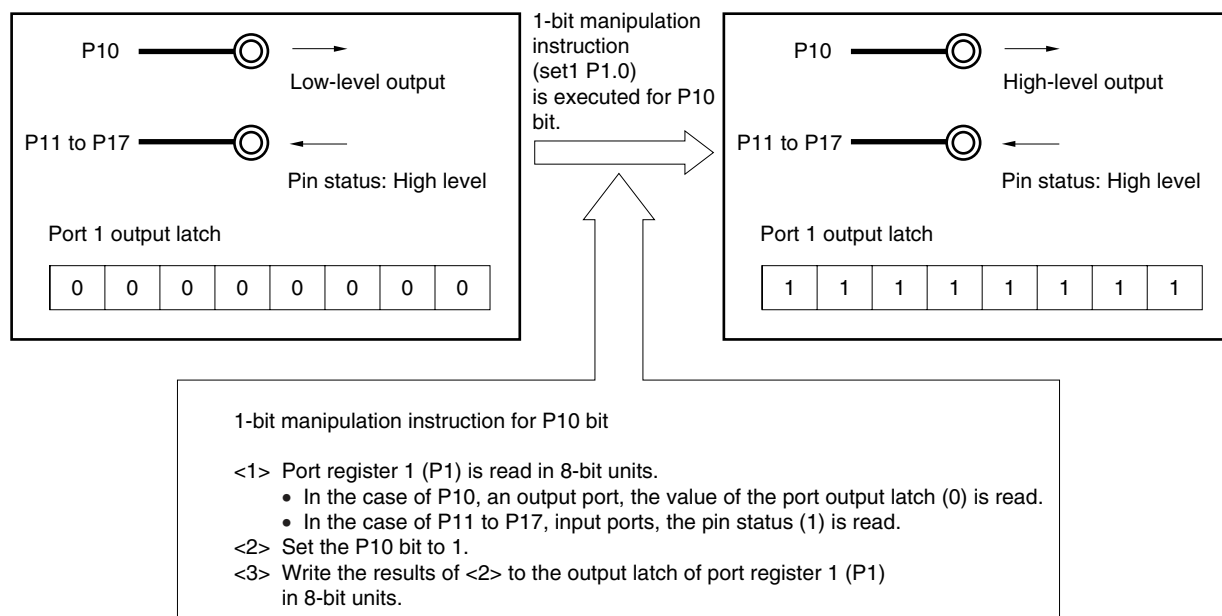 P10
Low-level output
P11 to P17
Pin status: High level
Port 1 output latch
0 0 0 0 0 0 0 0
1-bit manipulation
instruction
(set1 P1.0)
is executed for P10
bit.
P10
High-level output
P11 to P17
Pin status: High level
Port 1 output latch
1 1 1 1 1 1 1 1
1-bit manipulation instruction for P10 bit
<1> Port register 1 (P1) is read in 8-bit units.
• In the case of P10, an output port, the value of the port output latch (0) is read.
• In the case of P11 to P17, input ports, the pin status (1) is read.
<2> Set the P10 bit to 1.
<3> Write the results of <2> to the output latch of port register 1 (P1)
in 8-bit units.